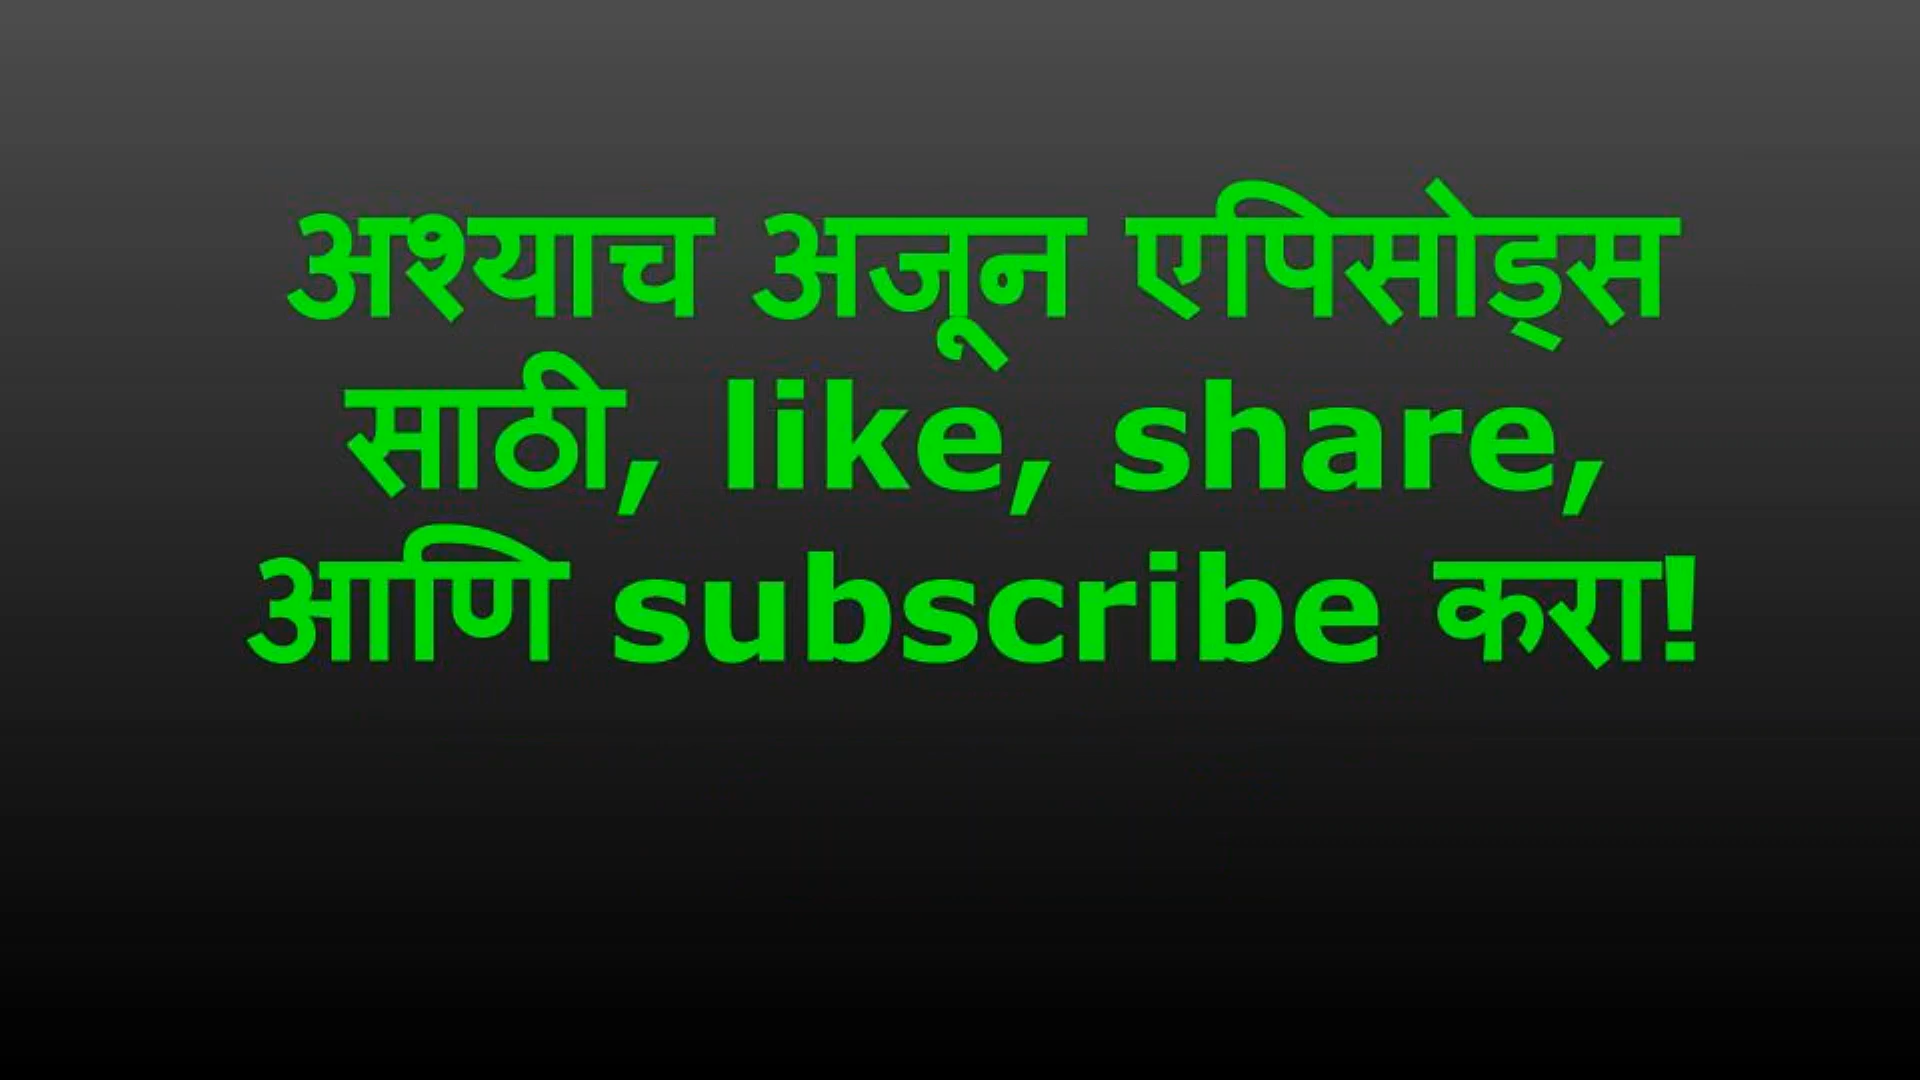 अश्याच अजून एपिसोड्स
साठी, like, share,
आणि subscribe करा!